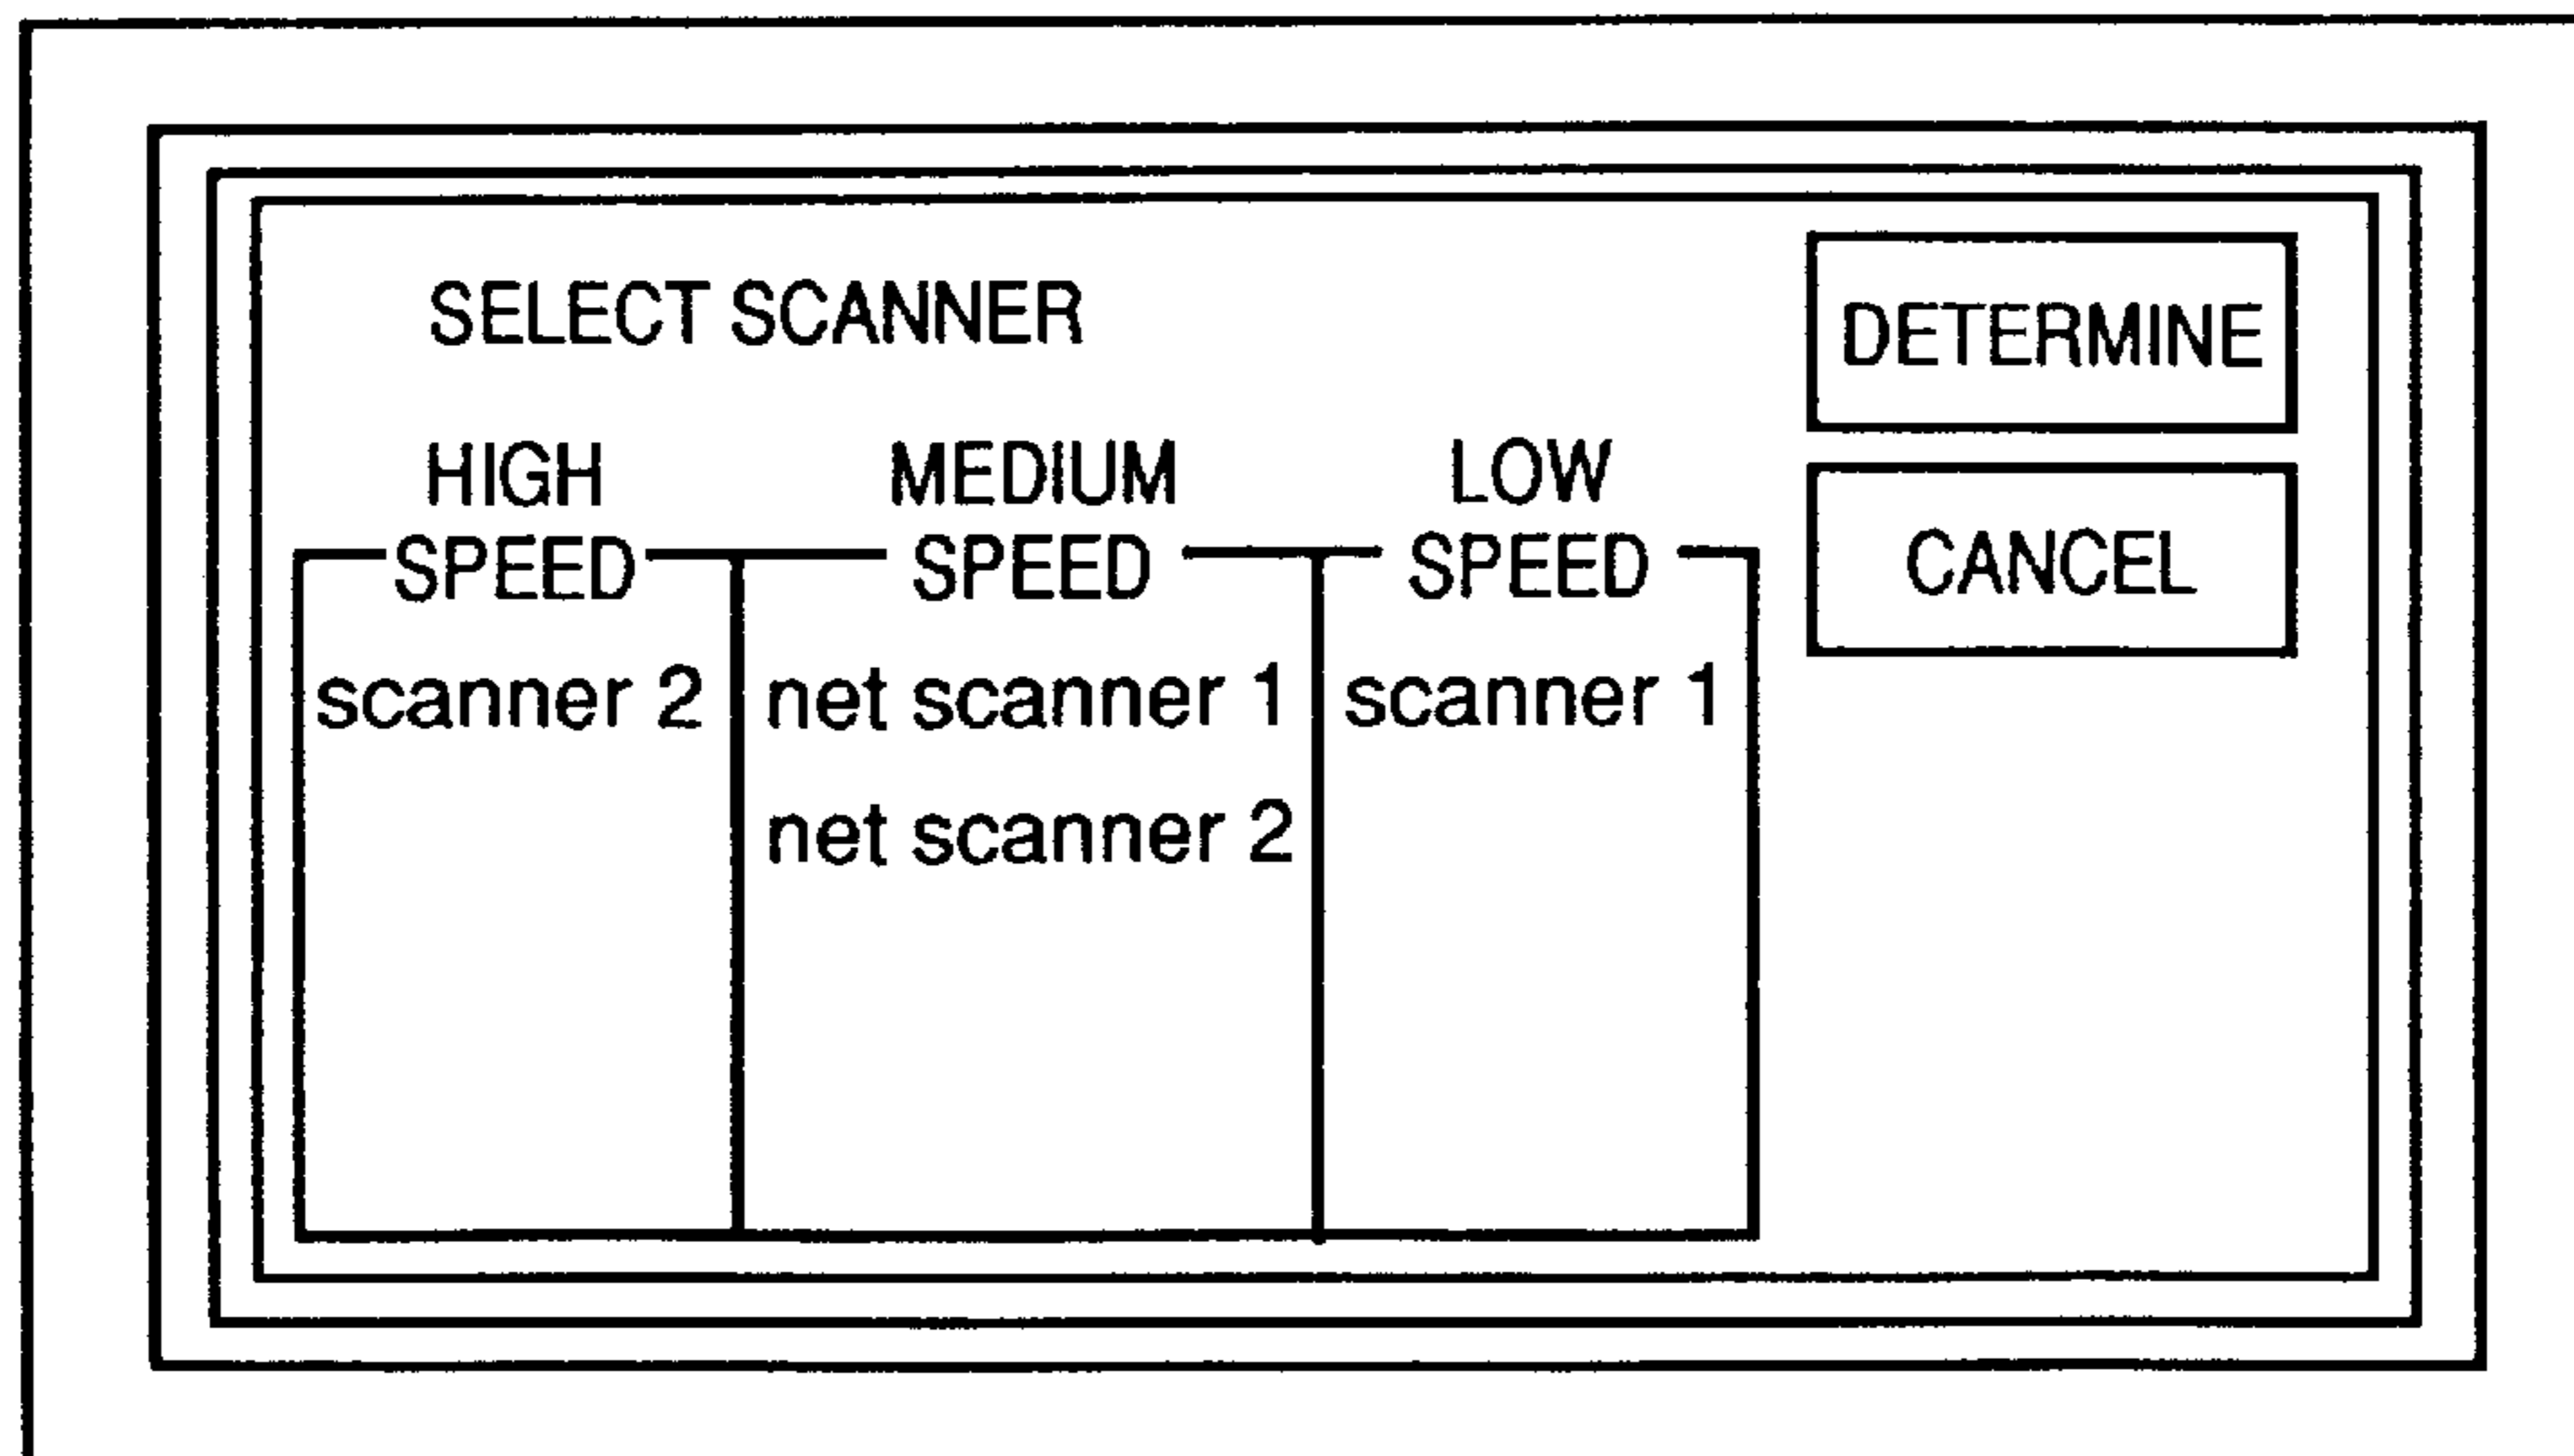 SELECT SCANNER
DETERMINE
CANCEL
HIGH SPEED
MEDIUM SPEED
LOW SPEED
scanner 2
net scanner 1
scanner 1
net scanner 2